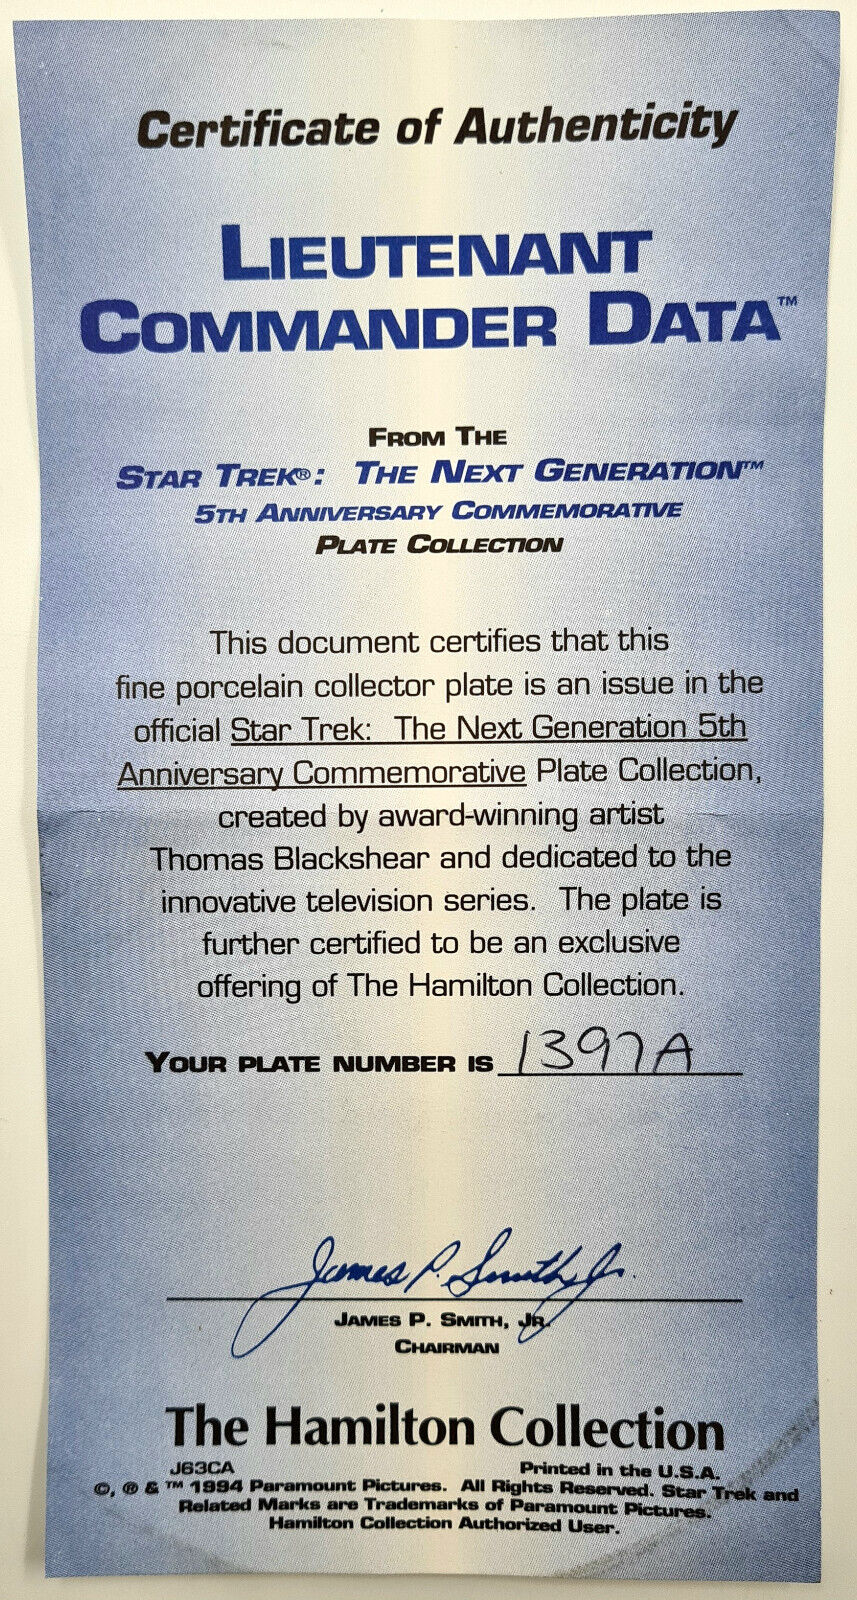 Certificate of Authenticity
LIEUTENANT
COMMANDER DATA™
FROM THE
STAR TREK®: THE NEXT GENERATION™
5TH ANNIVERSARY COMMEMORATIVE
PLATE COLLECTION
This document certifies that this
fine porcelain collector plate is an issue in the
official Star Trek: The Next Generation 5th
Anniversary Commemorative Plate Collection,
created by award-winning artist
Thomas Blackshear and dedicated to the
innovative television series. The plate is
further certified to be an exclusive
offering of The Hamilton Collection.
YOUR PLATE NUMBER IS 1397A
James P. Smith Jr.
JAMES P. SMITH, JR.
CHAIRMAN
The Hamilton Collection
J63CA Printed in the U.S.A.
©, ® & ™ 1994 Paramount Pictures. All Rights Reserved. Star Trek and
Related Marks are Trademarks of Paramount Pictures.
Hamilton Collection Authorized User.